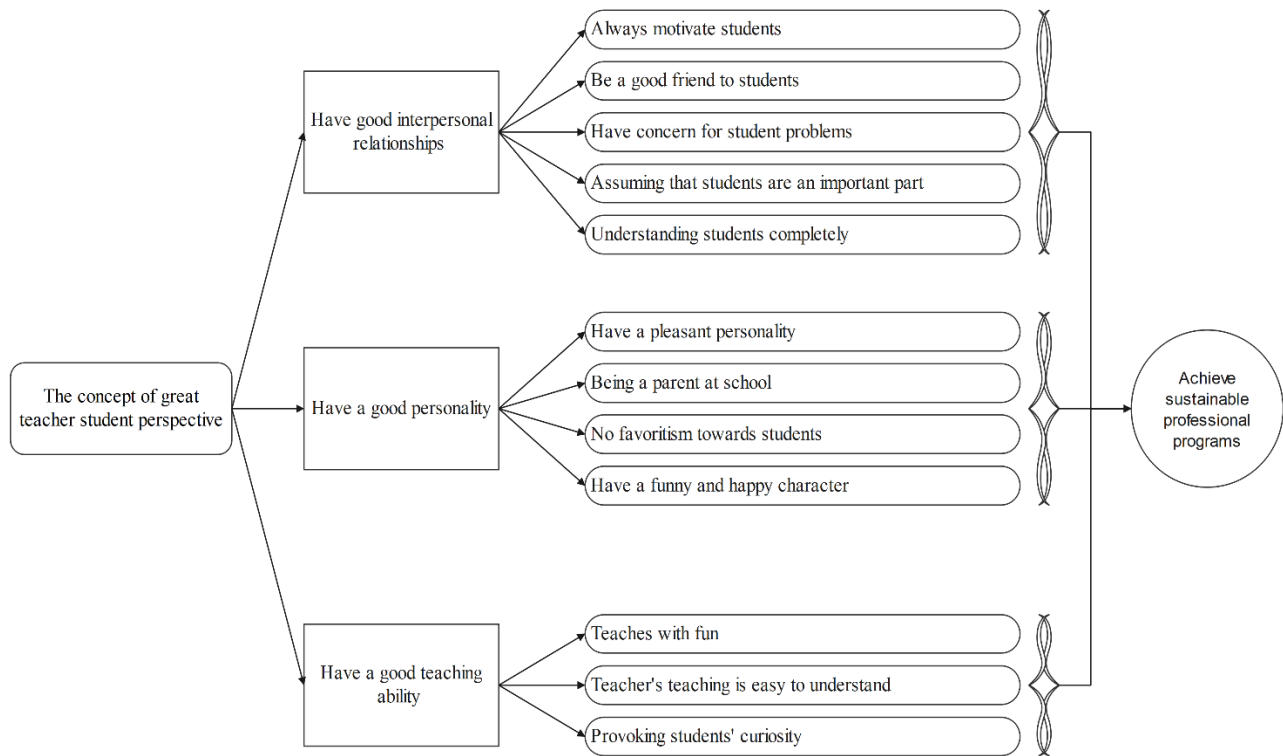 The concept of great
teacher student perspective
Have good interpersonal
relationships
Always motivate students
Be a good friend to students
Have concern for student problems
Assuming that students are an important part
Understanding students completely
Have a good personality
Have a pleasant personality
Being a parent at school
No favoritism towards students
Have a funny and happy character
Have a good teaching
ability
Teaches with fun
Teacher's teaching is easy to understand
Provoking students' curiosity
Achieve
sustainable
professional
programs